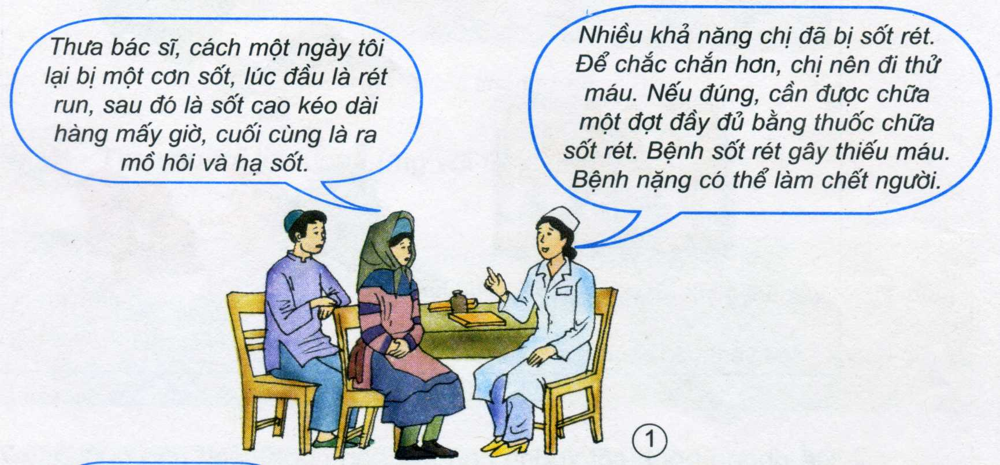 Thưa bác sĩ, cách một ngày tôi
lại bị một cơn sốt, lúc đầu là rét
run, sau đó là sốt cao kéo dài
hàng mấy giờ, cuối cùng là ra
mồ hôi và hạ sốt.
Nhiều khả năng chị đã bị sốt rét.
Để chắc chắn hơn, chị nên đi thử
máu. Nếu đúng, cần được chữa
một đợt đầy đủ bằng thuốc chữa
sốt rét. Bệnh sốt rét gây thiếu máu.
Bệnh nặng có thể làm chết người.
1